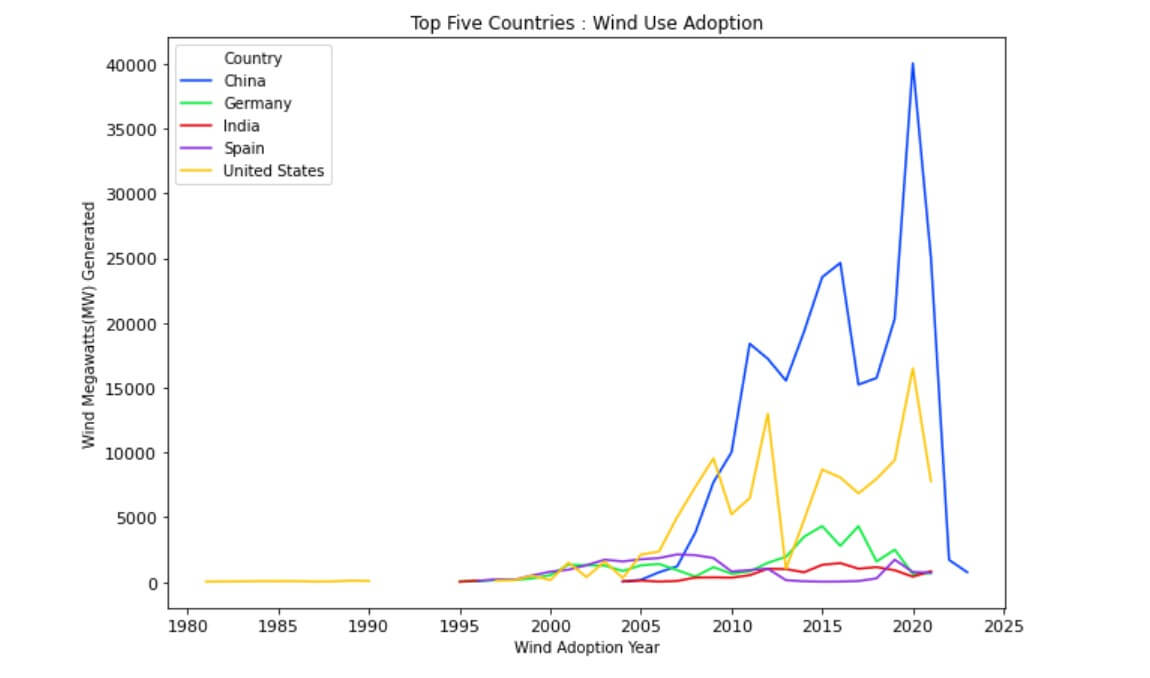 Top Five Countries : Wind Use Adoption
Country
China
Germany
India
Spain
United States
40000
35000
30000
25000
20000
15000
10000
5000
0
Wind Megawatts(MW) Generated
1980 1985 1990 1995 2000 2005 2010 2015 2020 2025
Wind Adoption Year